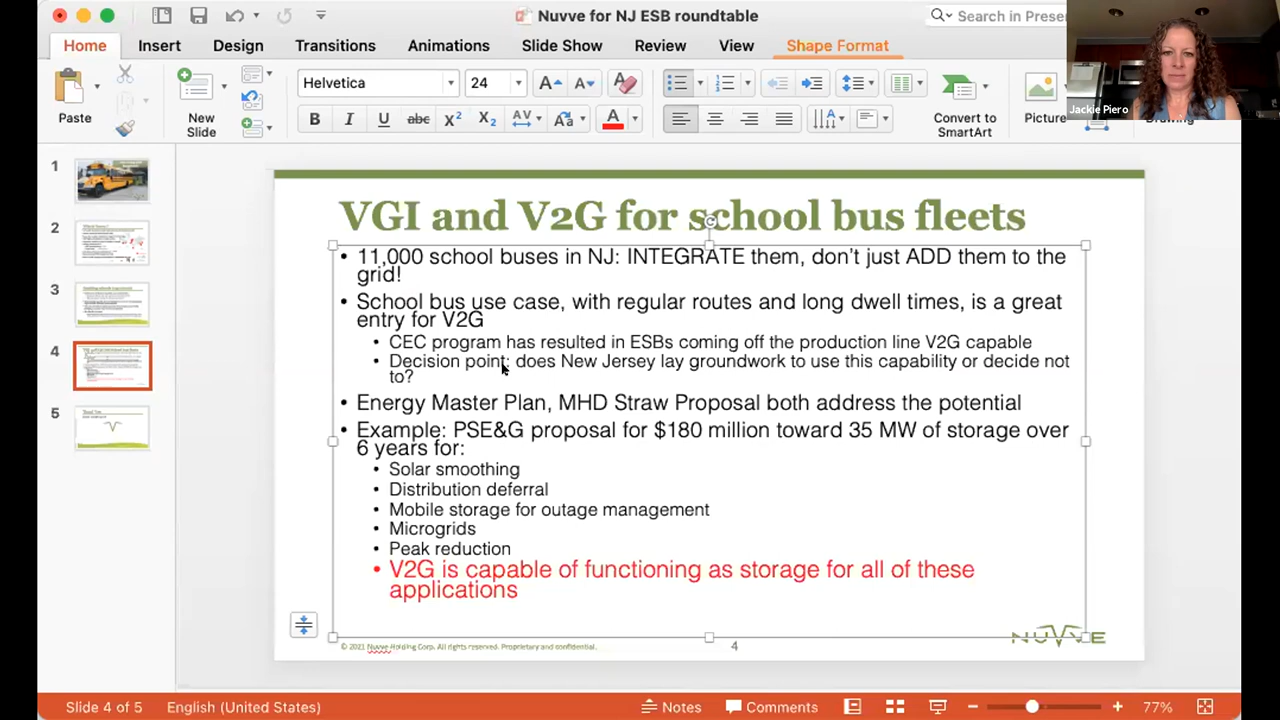 Nuvve for NJ ESB roundtable
Search in Prese
Home
Insert
Design
Transitions
Animations
Slide Show
Review
View
Shape Format
Jackie Piero
Paste
New
Slide
Helvetica
24
Convert to
SmartArt
Picture
Drawing
1
2
3
4
5
VGI and V2G for school bus fleets
• 11,000 school buses in NJ: INTEGRATE them, don't just ADD them to the
grid!
• School bus use case, with regular routes and long dwell times, is a great
entry for V2G
• CEC program has resulted in ESBs coming off the production line V2G capable
• Decision point: does New Jersey lay groundwork to use this capability or decide not
to?
• Energy Master Plan, MHD Straw Proposal both address the potential
• Example: PSE&G proposal for $180 million toward 35 MW of storage over
6 years for:
• Solar smoothing
• Distribution deferral
• Mobile storage for outage management
• Microgrids
• Peak reduction
• V2G is capable of functioning as storage for all of these
applications
© 2021 Nuvve Holding Corp. All rights reserved. Proprietary and confidential.
4
NUVVE
Slide 4 of 5
English (United States)
Notes
Comments
77%